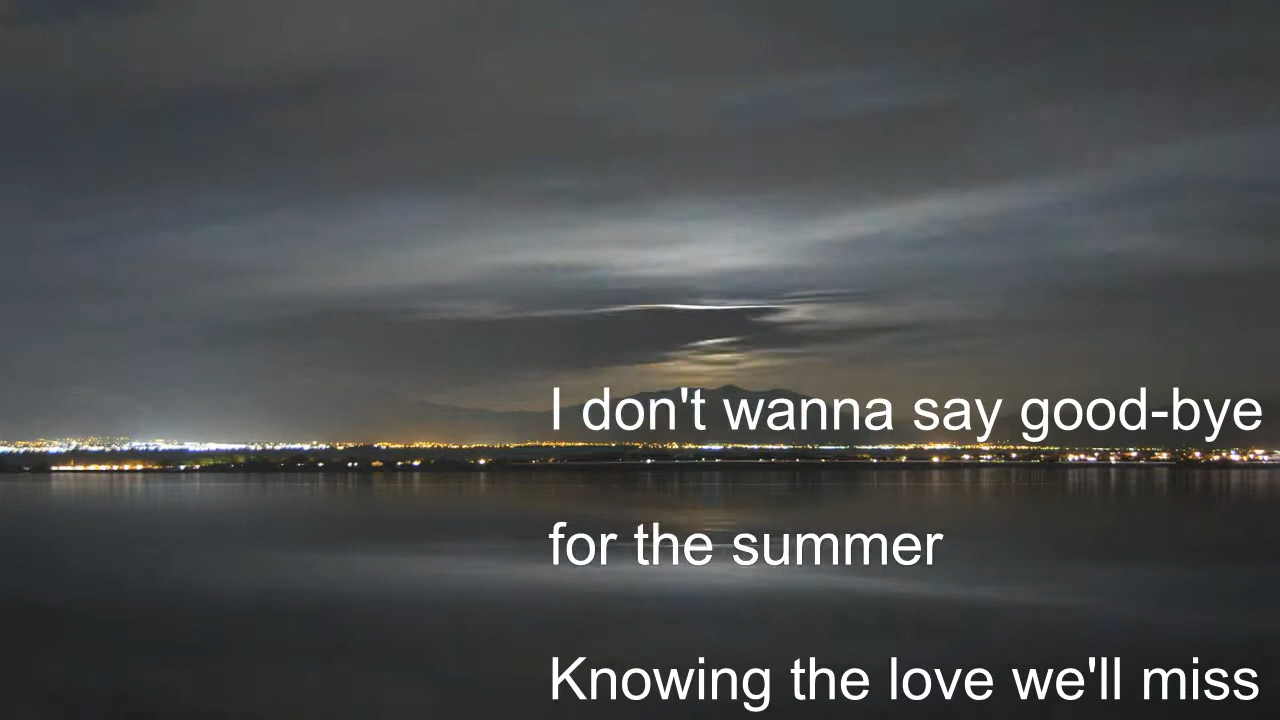 I don't wanna say good-bye
for the summer
Knowing the love we'll miss